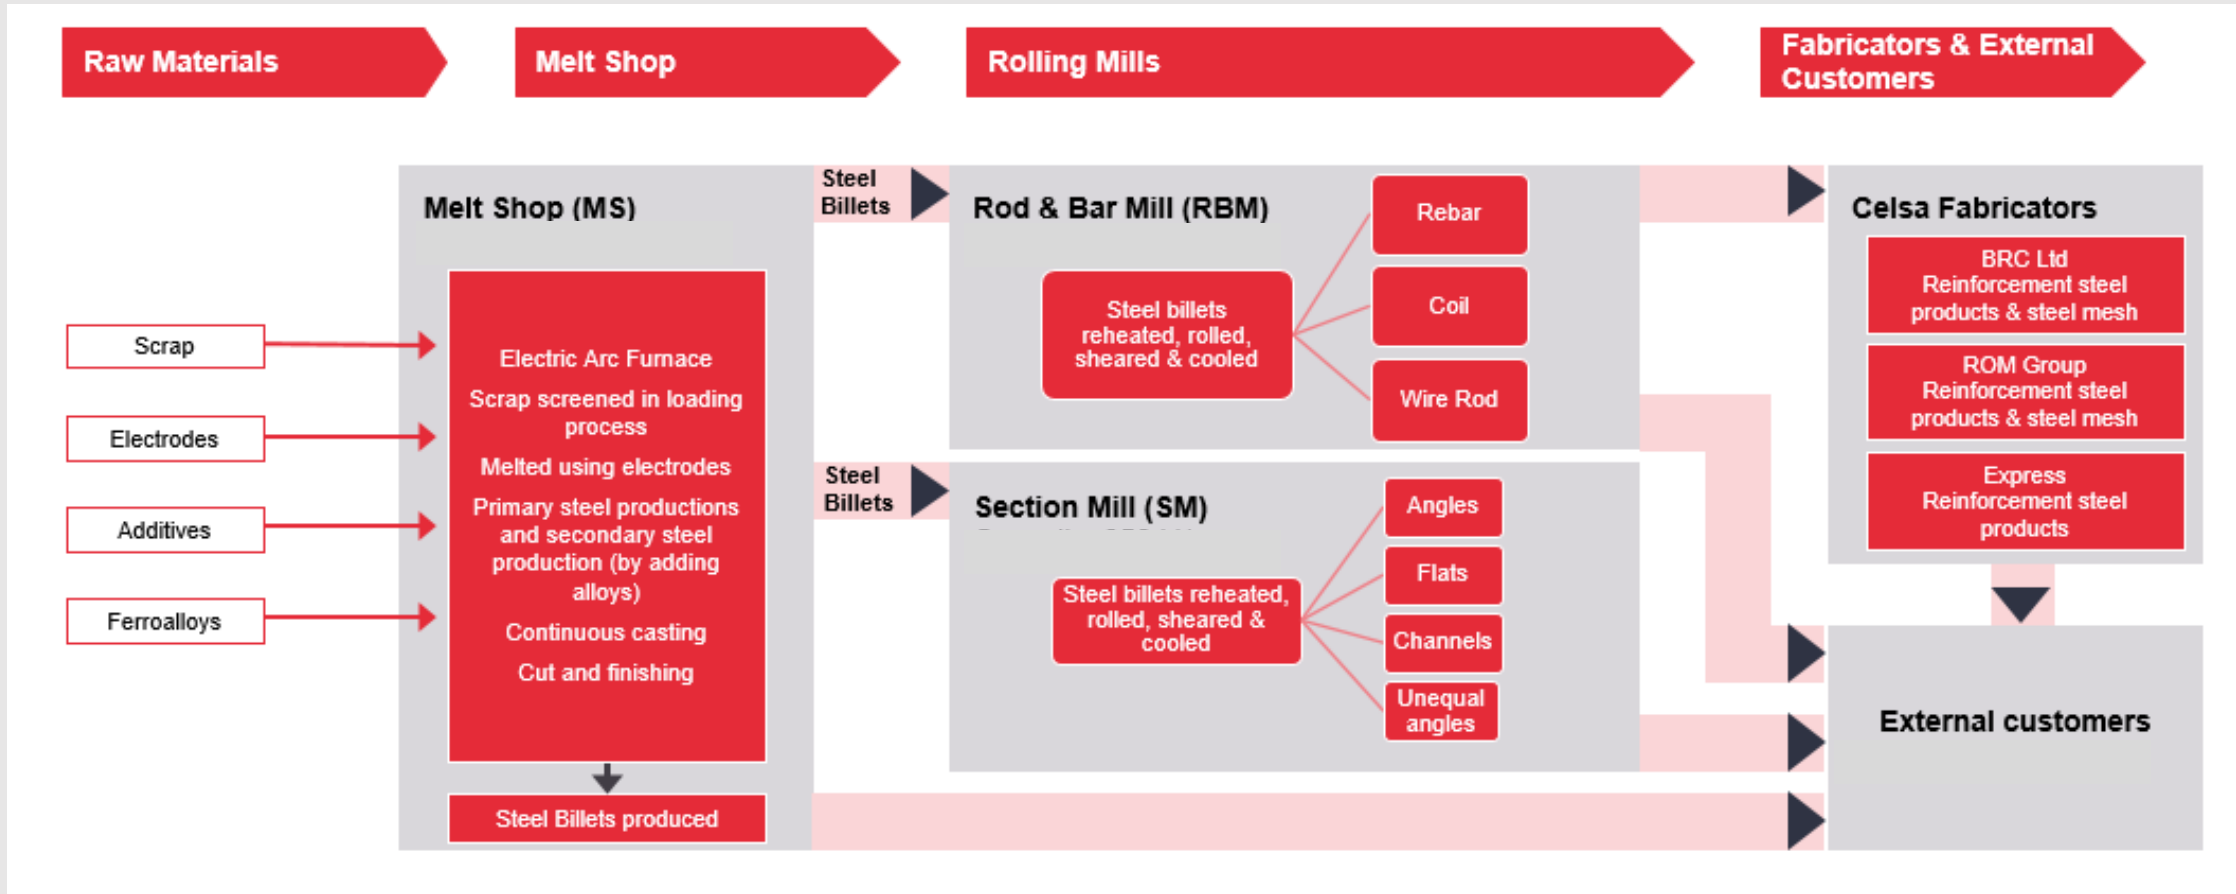 Raw Materials
Melt Shop
Rolling Mills
Fabricators & External
Customers
Melt Shop (MS)
Scrap
Electrodes
Additives
Ferroalloys
Electric Arc Furnace
Scrap screened in loading
process
Melted using electrodes
Primary steel productions
and secondary steel
production (by adding
alloys)
Continuous casting
Cut and finishing
Steel Billets produced
Steel
Billets
Rod & Bar Mill (RBM)
Steel billets
reheated, rolled,
sheared & cooled
Rebar
Coil
Wire Rod
Steel
Billets
Section Mill (SM)
Steel billets reheated,
rolled, sheared &
cooled
Angles
Flats
Channels
Unequal
angles
Celsa Fabricators
BRC Ltd
Reinforcement steel
products & steel mesh
ROM Group
Reinforcement steel
products & steel mesh
Express
Reinforcement steel
products
External customers